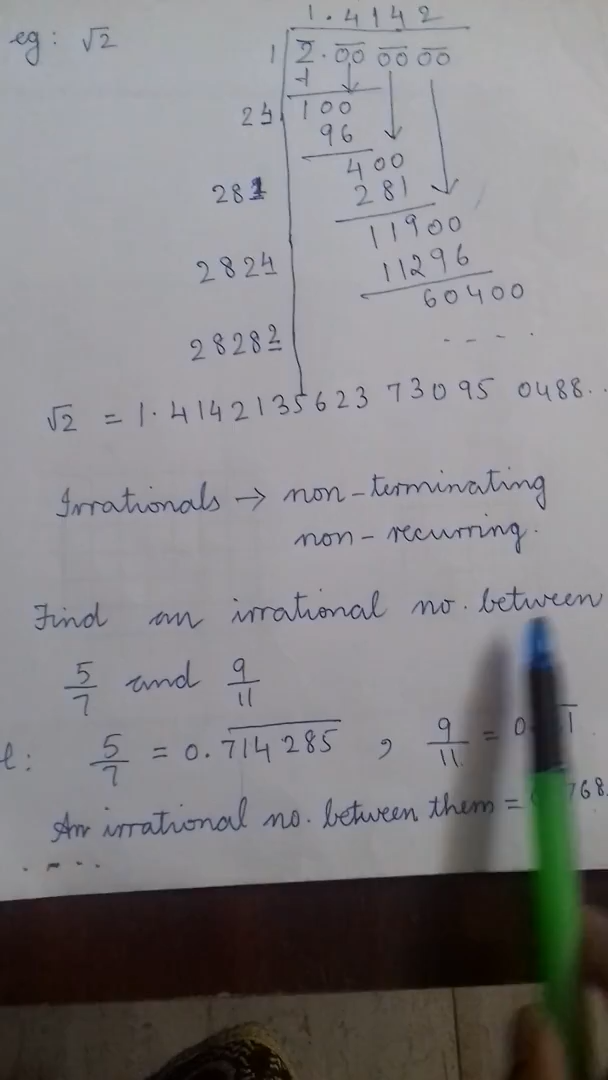 1.4142
eg: √2
1 2.00 00 00
1
24 100
96
400
281 281
11900
2824 11296
60400
28282 ....
√2 = 1.4142135623 73095 0488..
Irrationals → non-terminating
non-recurring.
Find an irrational no. between
5/7 and 9/11
5/7 = 0.714285 , 9/11 = 0.
An irrational no. between them =
.....